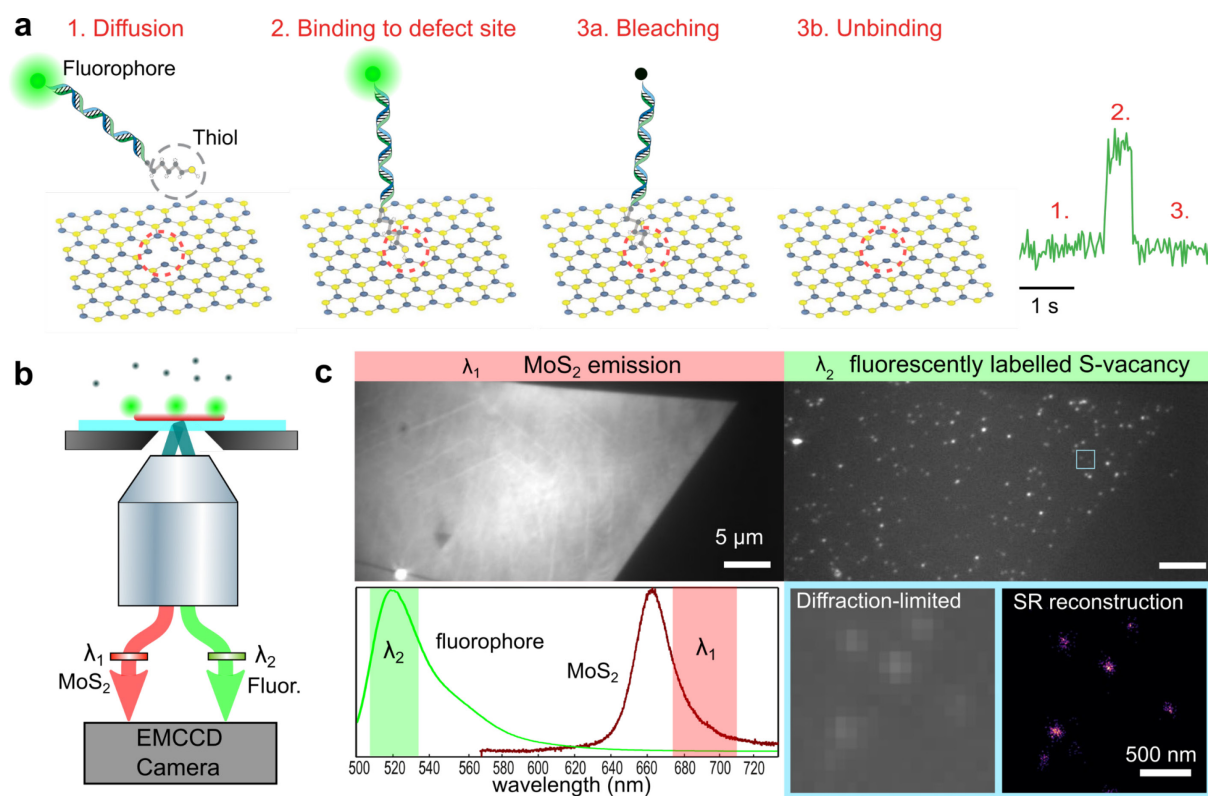 a
1. Diffusion
2. Binding to defect site
3a. Bleaching
3b. Unbinding
Fluorophore
Thiol
2.
1.
3.
1 s
b
λ1
MoS2
λ2
Fluor.
EMCCD
Camera
c
λ1 MoS2 emission
λ2 fluorescently labelled S-vacancy
5 μm
λ2
fluorophore
MoS2
λ1
500 520 540 560 580 600 620 640 660 680 700 720
wavelength (nm)
Diffraction-limited
SR reconstruction
500 nm